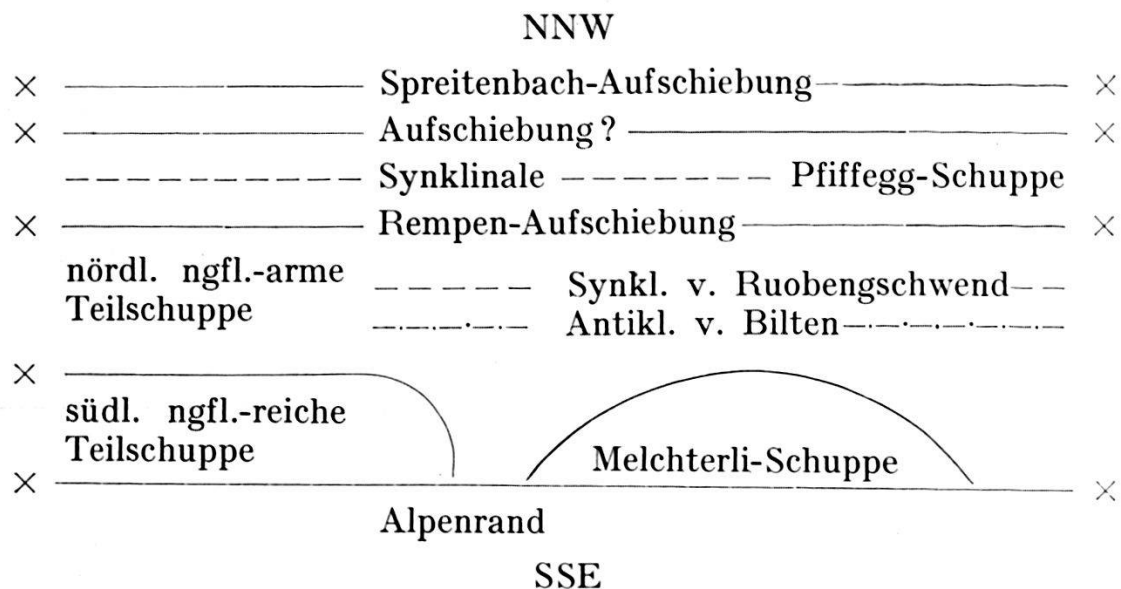 NNW
Spreitenbach-Aufschiebung
Aufschiebung?
Synklinale Pfiffegg-Schuppe
Rempen-Aufschiebung
nördl. ngfl.-arme
Teilschuppe
Synkl. v. Ruobengschwend
Antikl. v. Bilten
südl. ngfl.-reiche
Teilschuppe
Melchterli-Schuppe
Alpenrand
SSE